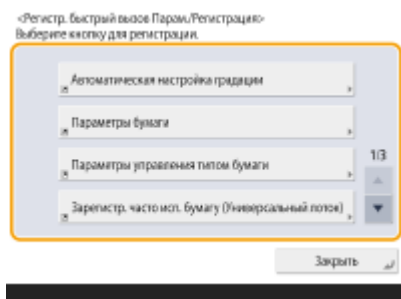 <Регистр. быстрый вызов Парам./Регистрация>
Выберите кнопку для регистрации.
Автоматическая настройка градации
Параметры бумаги
Параметры управления типом бумаги
1/3
Зарегистр. часто исп. бумагу (Универсальный лоток)
Закрыть